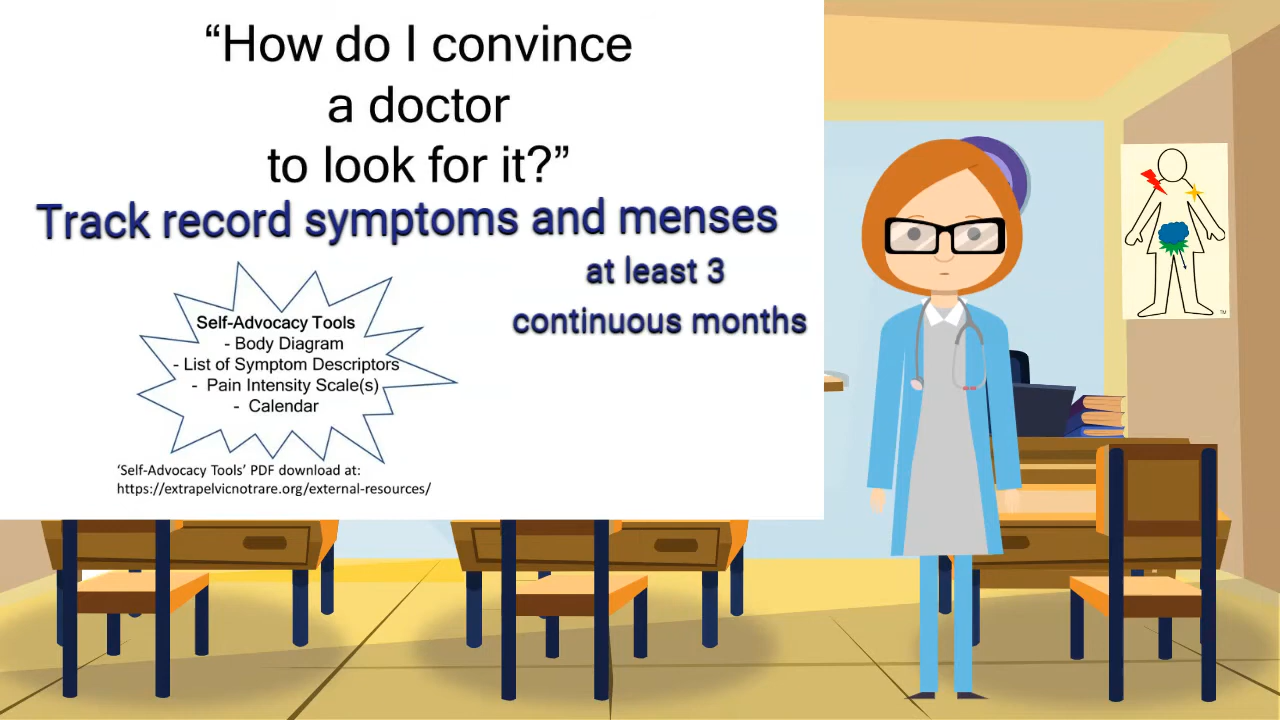 “How do I convince
a doctor
to look for it?”
Track record symptoms and menses
at least 3
continuous months
Self-Advocacy Tools
- Body Diagram
- List of Symptom Descriptors
- Pain Intensity Scale(s)
- Calendar
‘Self-Advocacy Tools’ PDF download at:
https://extrapelvicnotrare.org/external-resources/
TM